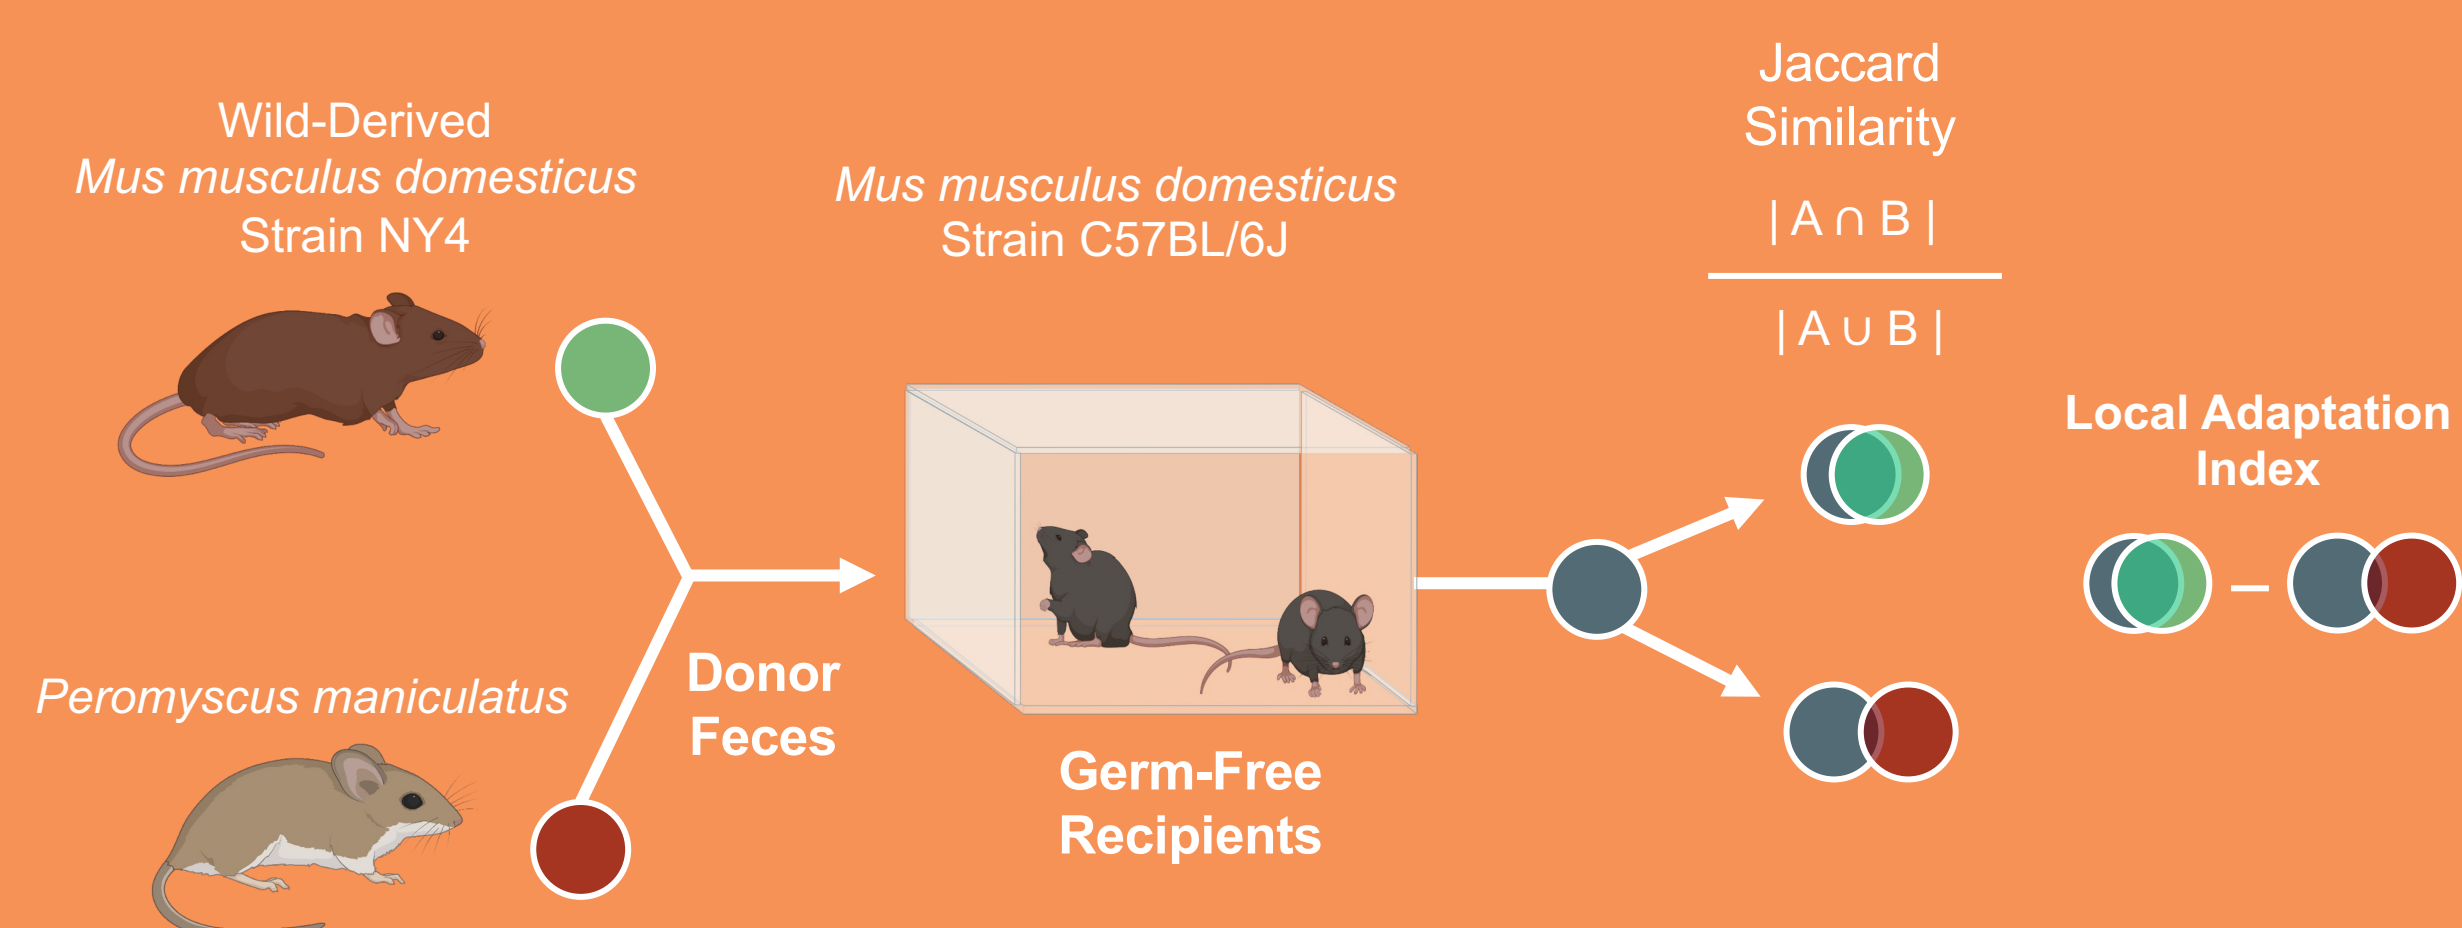 Wild-Derived
Mus musculus domesticus
Strain NY4
Peromyscus maniculatus
Donor
Feces
Mus musculus domesticus
Strain C57BL/6J
Germ-Free
Recipients
Jaccard
Similarity
| A ∩ B |
| A ∪ B |
Local Adaptation
Index
–